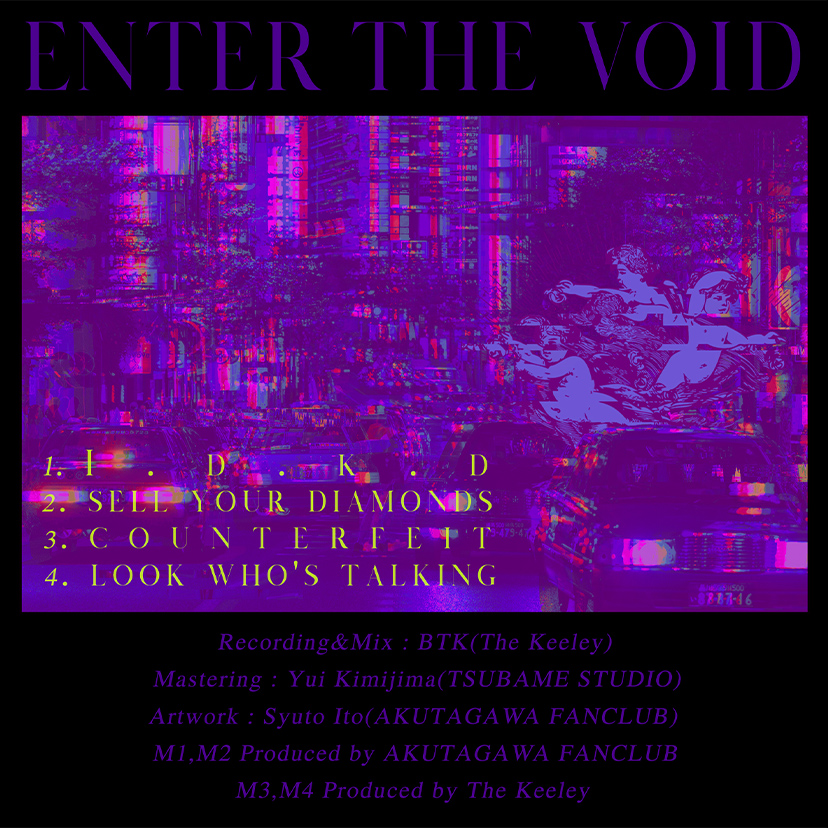 ENTER THE VOID
1. I . D . K . D
2. SELL YOUR DIAMONDS
3. COUNTERFEIT
4. LOOK WHO'S TALKING
Recording&Mix : BTK(The Keeley)
Mastering : Yui Kimijima(TSUBAME STUDIO)
Artwork : Syuto Ito(AKUTAGAWA FANCLUB)
M1,M2 Produced by AKUTAGAWA FANCLUB
M3,M4 Produced by The Keeley